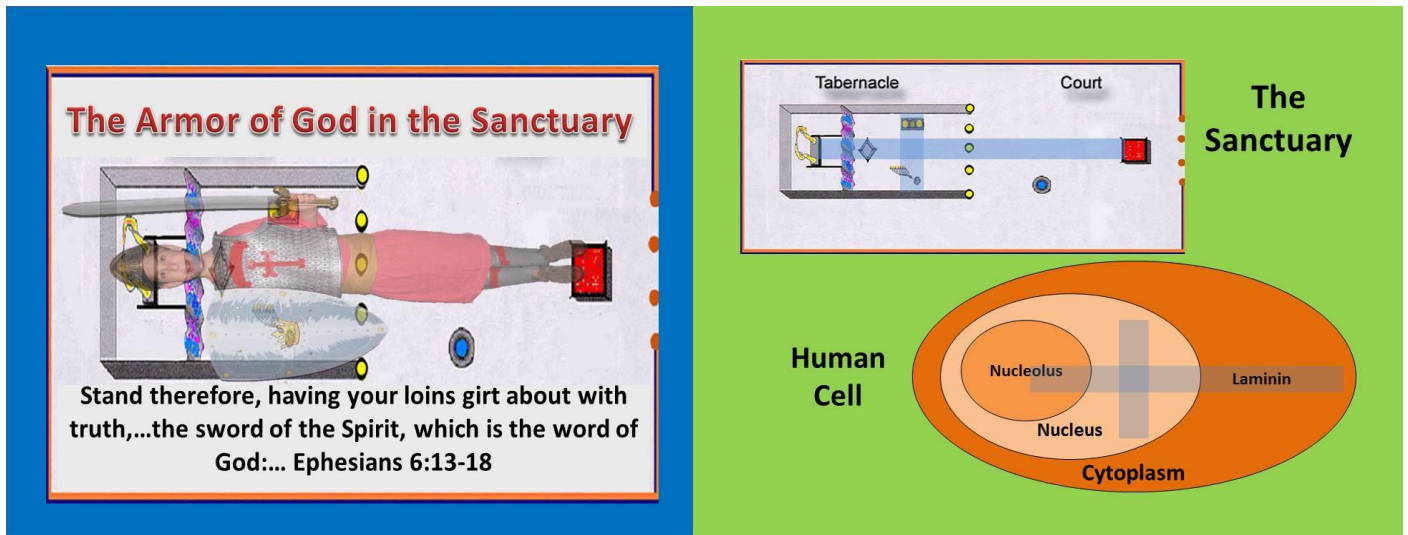 The Armor of God in the Sanctuary
Stand therefore, having your loins girt about with
truth,...the sword of the Spirit, which is the word of
God:... Ephesians 6:13-18
Tabernacle
Court
The
Sanctuary
Human
Cell
Nucleolus
Laminin
Nucleus
Cytoplasm